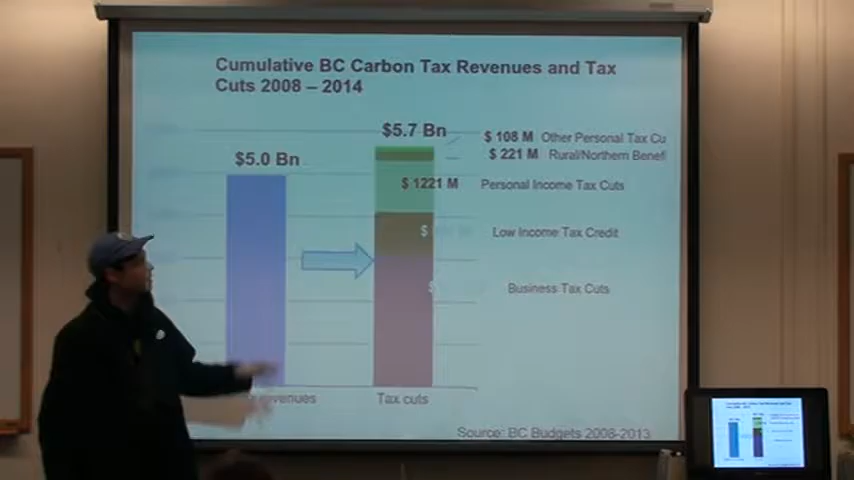 Cumulative BC Carbon Tax Revenues and Tax
Cuts 2008 – 2014
$5.7 Bn
$5.0 Bn
$ 108 M Other Personal Tax Cu
$ 221 M Rural/Northern Benefi
$ 1221 M Personal Income Tax Cuts
$ Low Income Tax Credit
$ Business Tax Cuts
revenues Tax cuts
Source: BC Budgets 2008-2013